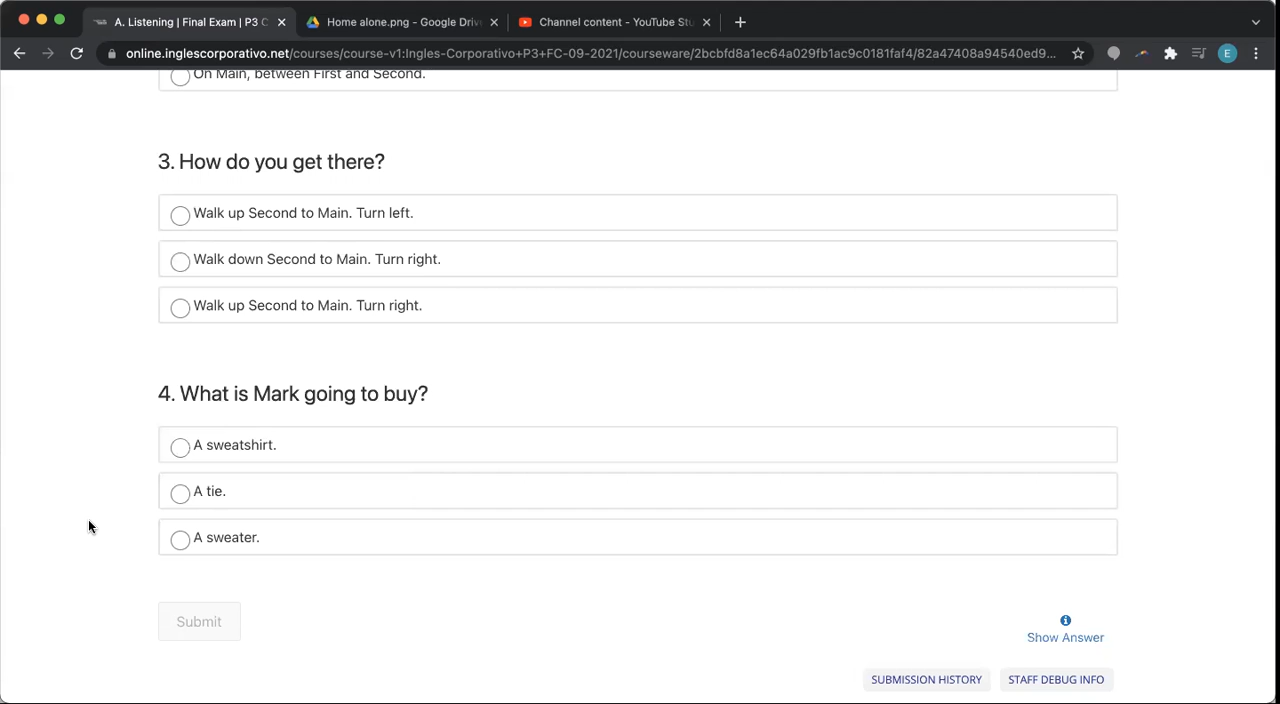 A. Listening | Final Exam | P3 C
Home alone.png - Google Drive
Channel content - YouTube Stu
online.inglescorporativo.net/courses/course-v1:Ingles-Corporativo+P3+FC-09-2021/courseware/2bcbfd8a1ec64a029fb1ac9c0181faf4/82a47408a94540ed9...
E
On Main, between First and Second.
3. How do you get there?
Walk up Second to Main. Turn left.
Walk down Second to Main. Turn right.
Walk up Second to Main. Turn right.
4. What is Mark going to buy?
A sweatshirt.
A tie.
A sweater.
Submit
Show Answer
SUBMISSION HISTORY
STAFF DEBUG INFO